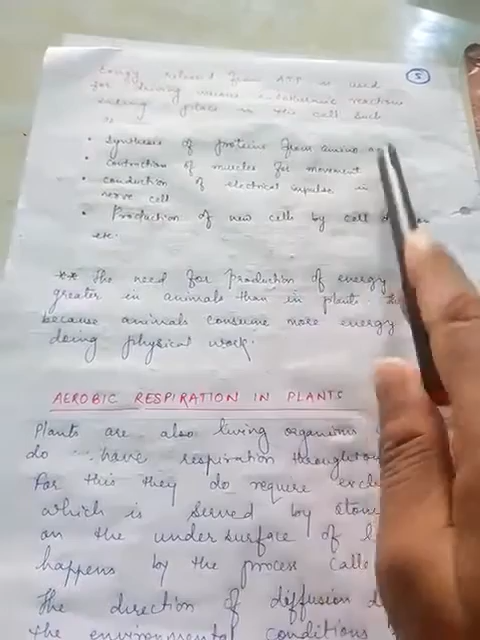 5
Energy released from ATP is used
for driving various endothermic reactions
taking place in the cell such
as
• Synthesis of proteins from amino
• contraction of muscles for movement
• conduction of electrical impulse in
nerve cell
• Production of new cells by cell
etc.
** The need for production of energy
greater in animals than in plants.
because animals consume more energy
doing physical work.
AEROBIC RESPIRATION IN PLANTS
Plants are also living organisms
do have respiration
For this they do require
which is served by
on the under surface of
happens by the process
The direction of diffusion
the environmental conditions